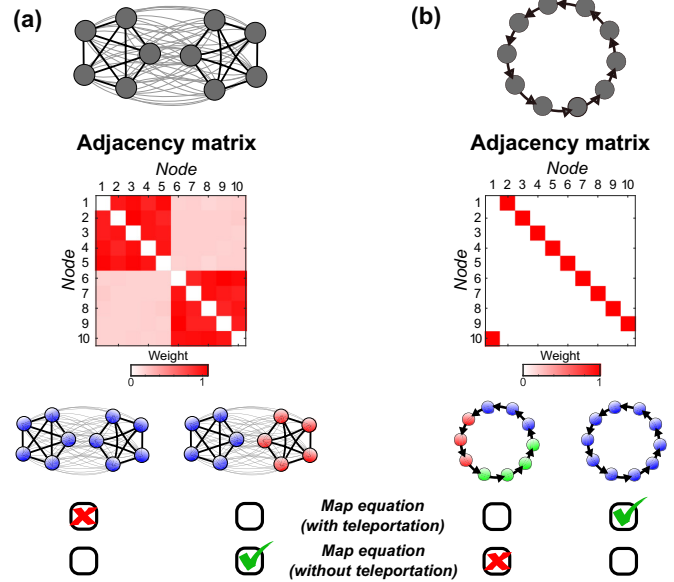 (a)
(b)
Adjacency matrix
Node
1 2 3 4 5 6 7 8 9 10
Node
1
2
3
4
5
6
7
8
9
10
Weight
0 1
Adjacency matrix
Node
1 2 3 4 5 6 7 8 9 10
Node
1
2
3
4
5
6
7
8
9
10
Weight
0 1
Map equation
(with teleportation)
Map equation
(without teleportation)